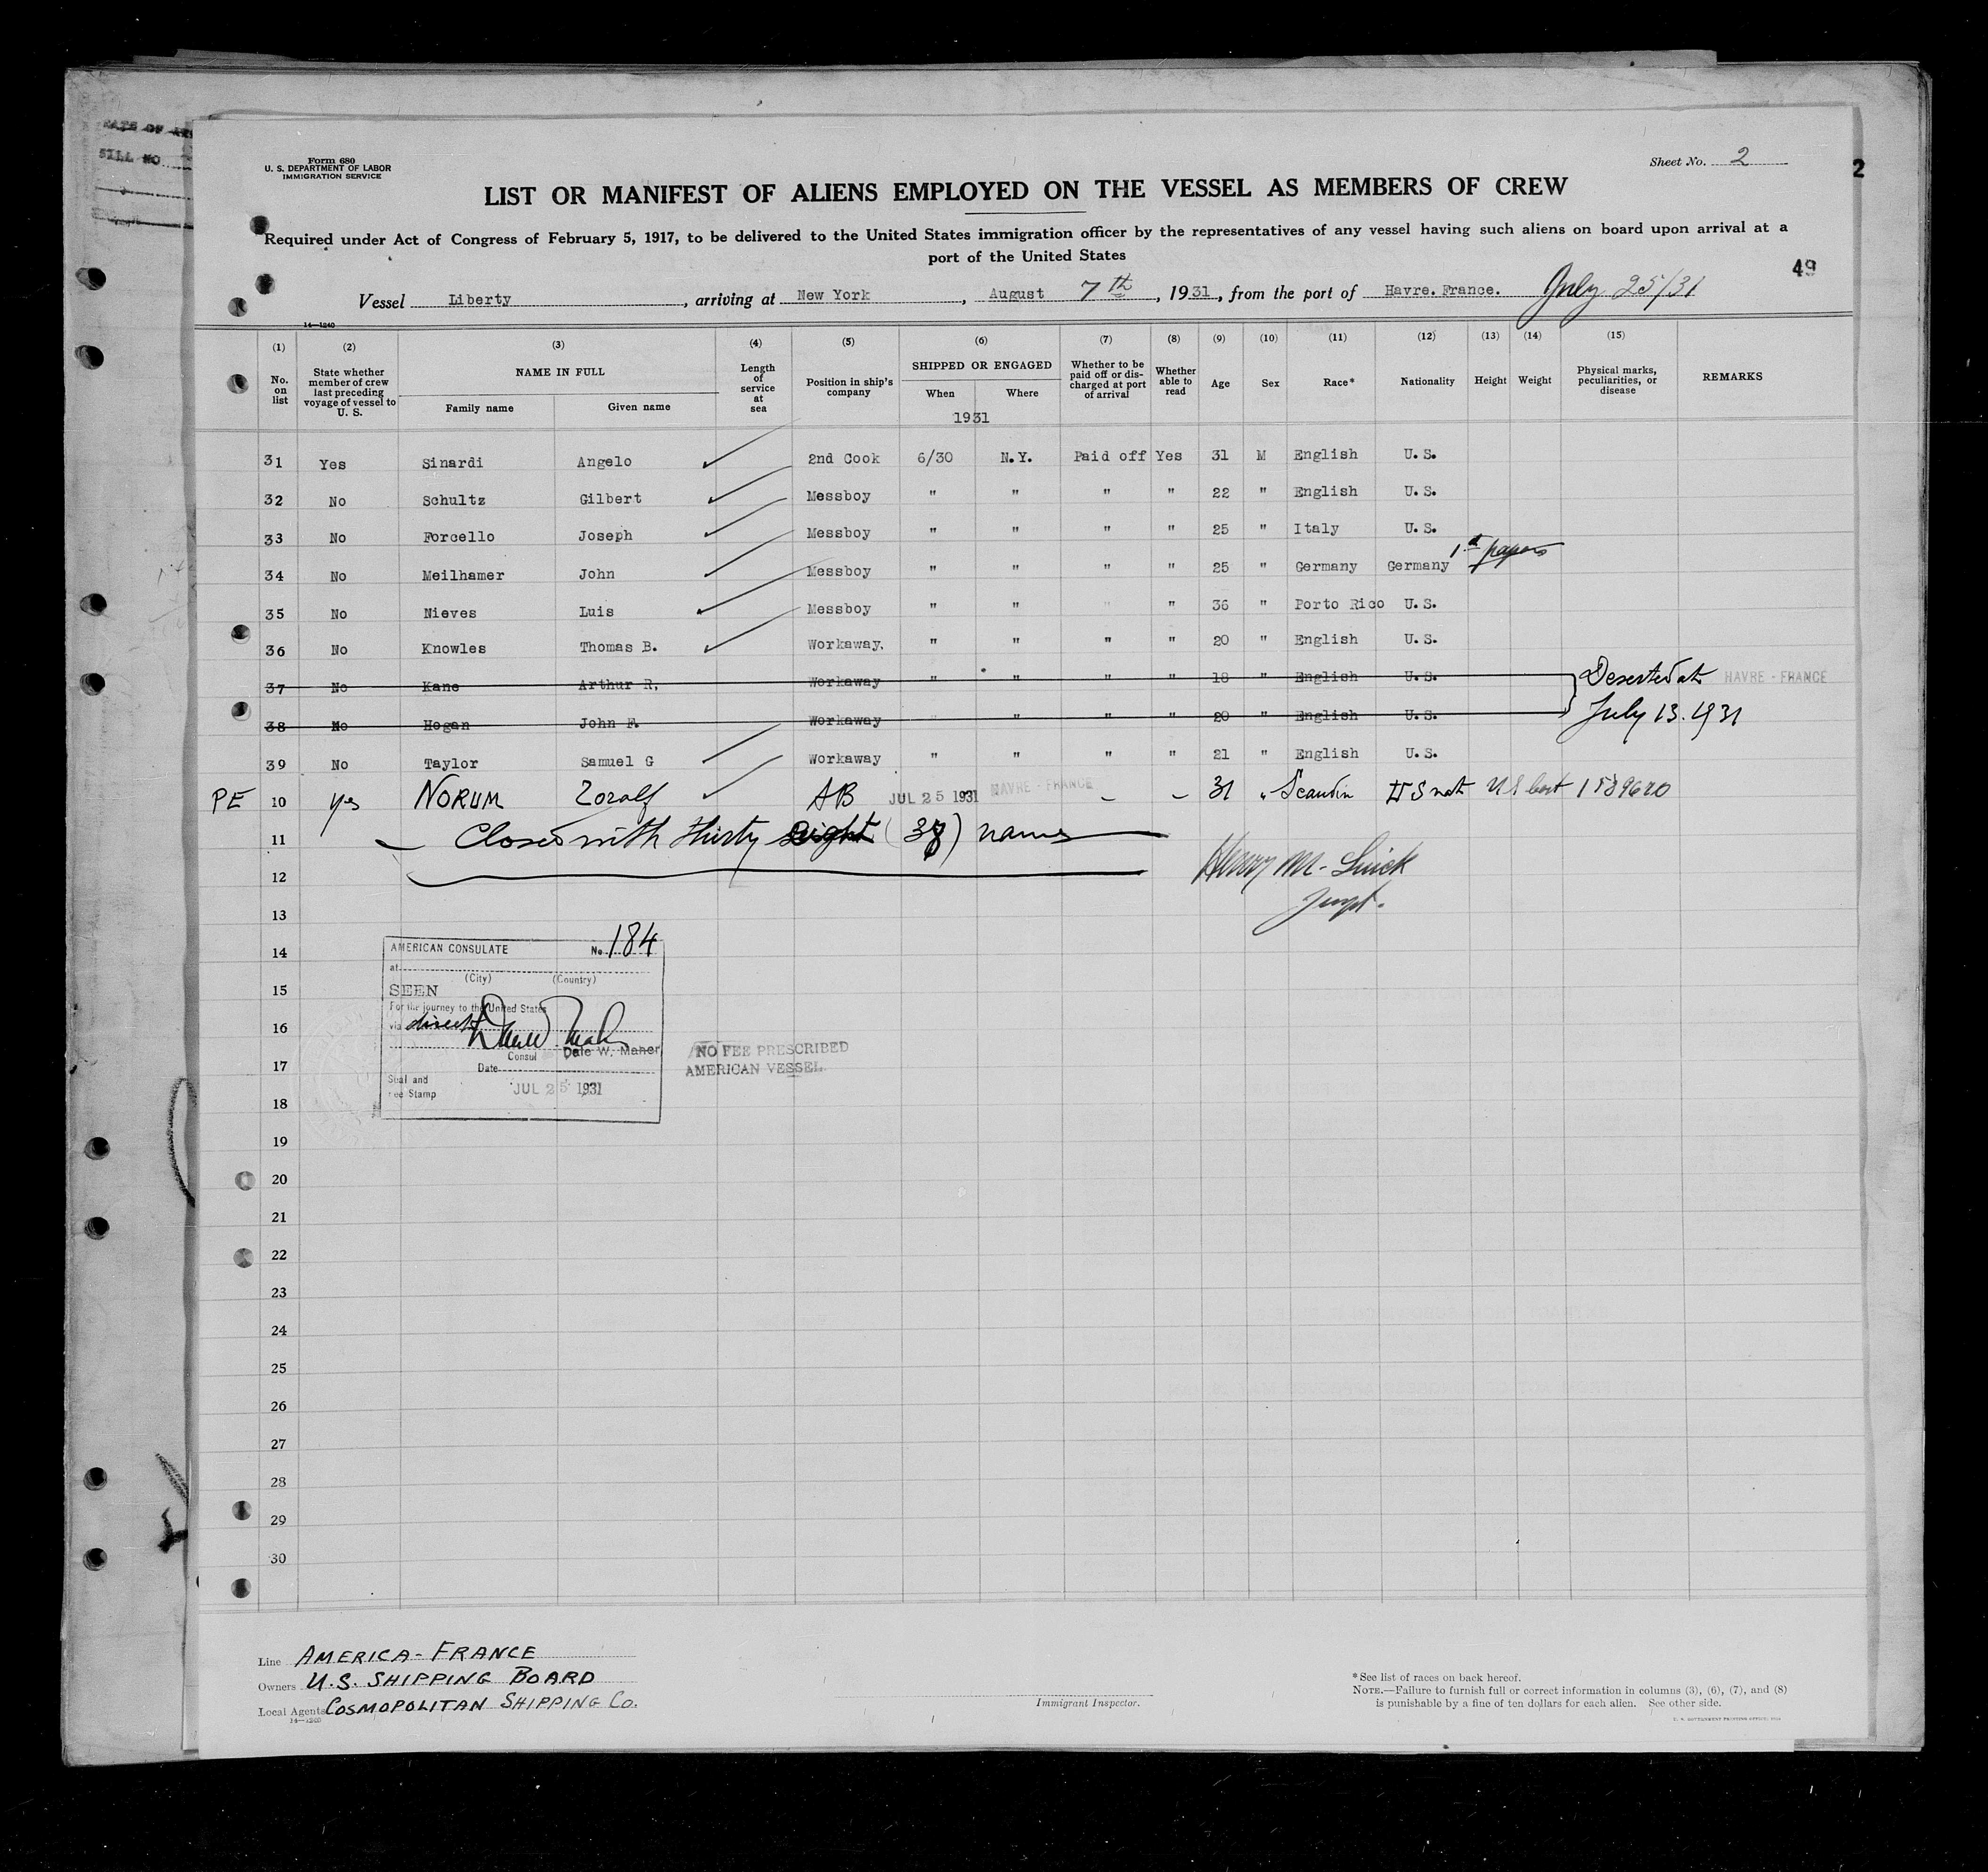 Form 680
U. S. DEPARTMENT OF LABOR
IMMIGRATION SERVICE
Sheet No. 2
2
LIST OR MANIFEST OF ALIENS EMPLOYED ON THE VESSEL AS MEMBERS OF CREW
Required under Act of Congress of February 5, 1917, to be delivered to the United States immigration officer by the representatives of any vessel having such aliens on board upon arrival at a
port of the United States
49
Vessel Liberty, arriving at New York, August 7th, 1931, from the port of Havre. France. July 25/31
14—1240
(1) (2) (3) (4) (5) (6) (7) (8) (9) (10) (11) (12) (13) (14) (15)
No. on list State whether member of crew last preceding voyage of vessel to U. S. NAME IN FULL Family name Given name Length of service at sea Position in ship's company SHIPPED OR ENGAGED When Where Whether to be paid off or discharged at port of arrival Whether able to read Age Sex Race* Nationality Height Weight Physical marks, peculiarities, or disease REMARKS
1931
31 Yes Sinardi Angelo 2nd Cook 6/30 N.Y. Paid off Yes 31 M English U.S.
32 No Schultz Gilbert Messboy " " " " 22 " English U.S.
33 No Forcello Joseph Messboy " " " " 25 " Italy U.S.
34 No Meilhamer John Messboy " " " " 25 " Germany Germany 1st papers
35 No Nieves Luis Messboy " " " " 36 " Porto Rico U.S.
36 No Knowles Thomas B. Workaway. " " " " 20 " English U.S.
37 No Kane Arthur R, Workaway " " " " 18 " English U.S. Deserted at HAVRE - FRANCE
38 No Hogan John F. Workaway " " " " 20 " English U.S. July 13. 1931
39 No Taylor Samuel G Workaway " " " " 21 " English U.S.
PE 10 Yes NORUM AB JUL 25 1931 HAVRE - FRANCE - - 31 " Scandin US nat
11 Closed with thirty eight names
12
13
14
15
16
17
18
19
20
21
22
23
24
25
26
27
28
29
30
AMERICAN CONSULATE No. 184
at
(City) (Country)
SEEN
For the journey to the United States
via direct
Consul Dale W. Maher
Date
Seal and
Fee Stamp JUL 25 1931
NO FEE PRESCRIBED
AMERICAN VESSEL
Line AMERICA-FRANCE
Owners U.S. SHIPPING BOARD
Local Agents COSMOPOLITAN SHIPPING CO.
14—1240
Immigrant Inspector.
*See list of races on back hereof.
NOTE.—Failure to furnish full or correct information in columns (3), (6), (7), and (8)
is punishable by a fine of ten dollars for each alien. See other side.